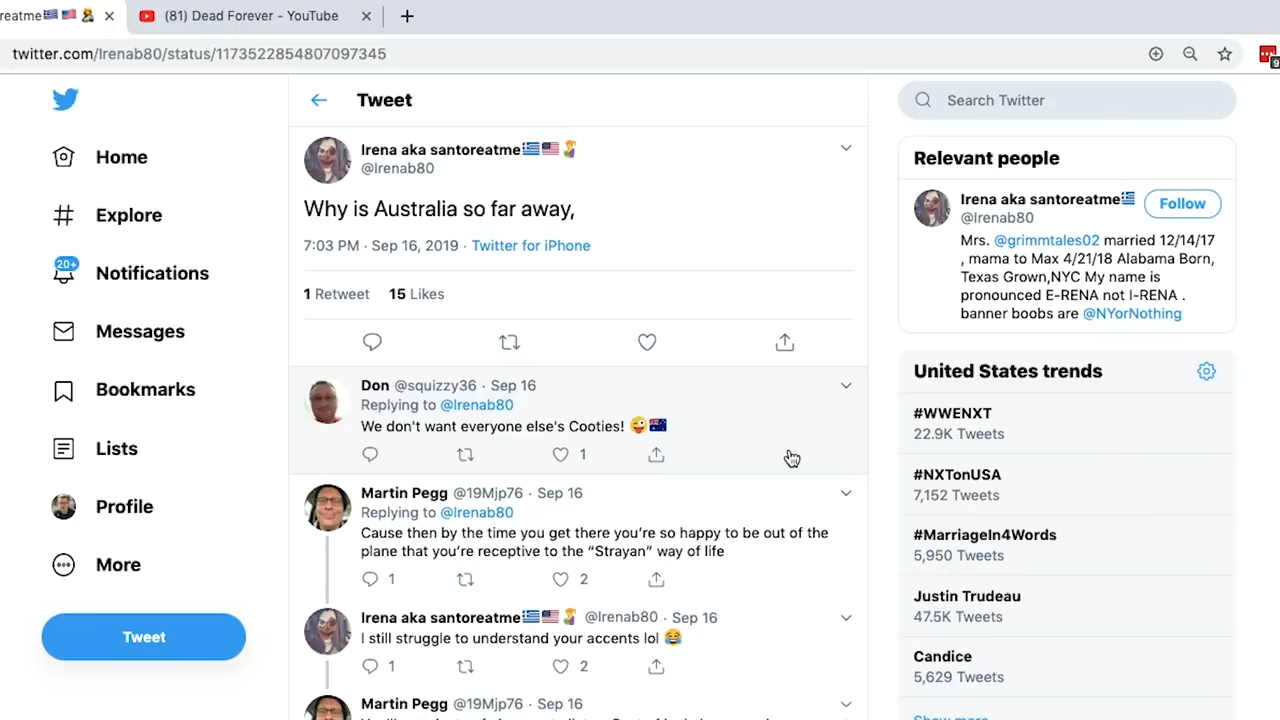 reatme🇬🇷 🇺🇸 🤱
(81) Dead Forever - YouTube
twitter.com/Irenab80/status/1173522854807097345
9
Home
Explore
20+
Notifications
Messages
Bookmarks
Lists
Profile
More
Tweet
Tweet
Irena aka santoreatme🇬🇷🇺🇸🤱
@Irenab80
Why is Australia so far away,
7:03 PM · Sep 16, 2019 · Twitter for iPhone
1 Retweet 15 Likes
Don @squizzy36 · Sep 16
Replying to @Irenab80
We don't want everyone else's Cooties! 😜🇦🇺
1
Martin Pegg @19Mjp76 · Sep 16
Replying to @Irenab80
Cause then by the time you get there you're so happy to be out of the
plane that you're receptive to the “Strayan” way of life
1 2
Irena aka santoreatme🇬🇷🇺🇸🤱 @Irenab80 · Sep 16
I still struggle to understand your accents lol 😂
1 2
Martin Pegg @19Mjp76 · Sep 16
Search Twitter
Relevant people
Irena aka santoreatme🇬🇷
@Irenab80
Follow
Mrs. @grimmtales02 married 12/14/17
, mama to Max 4/21/18 Alabama Born,
Texas Grown,NYC My name is
pronounced E-RENA not I-RENA .
banner boobs are @NYorNothing
United States trends
#WWENXT
22.9K Tweets
#NXTonUSA
7,152 Tweets
#MarriageIn4Words
5,950 Tweets
Justin Trudeau
47.5K Tweets
Candice
5,629 Tweets
Show more